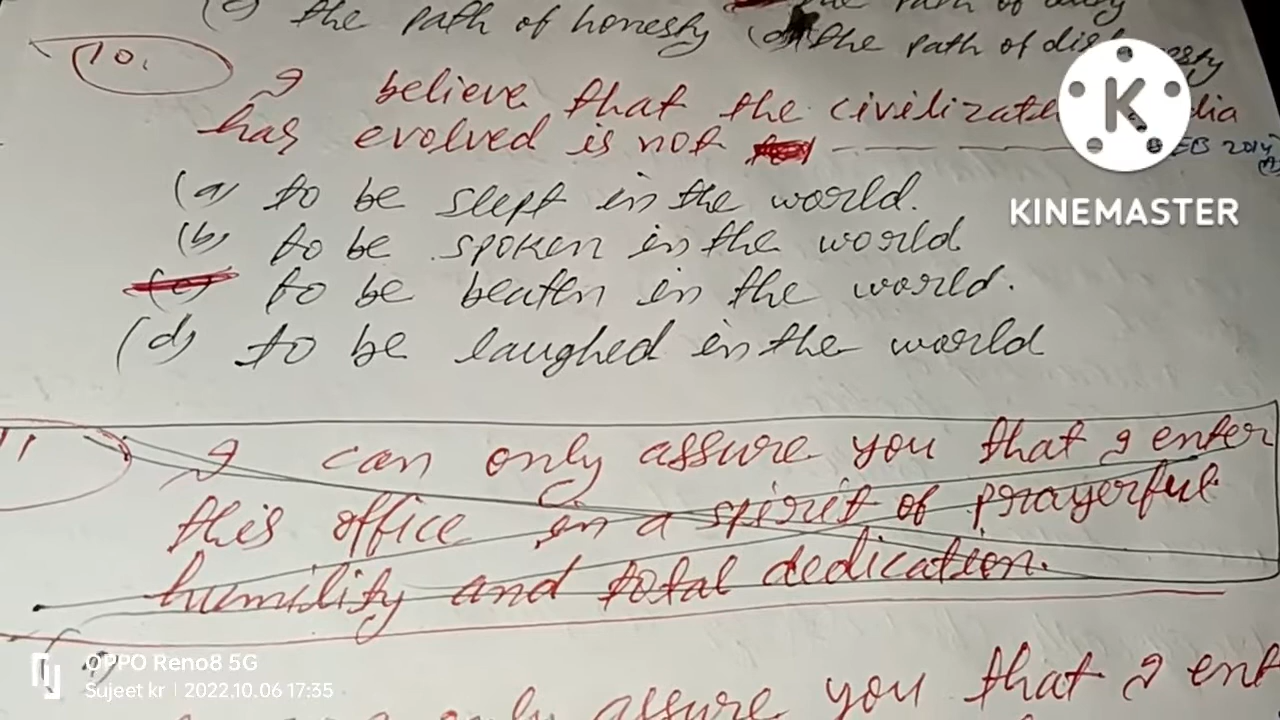 (c) the path of honesty (d) the path of
10.
I believe that the
has evolved is not
(a) to be slept in the world.
(b) to be spoken in the world
(c) to be beaten in the world.
(d) to be laughed in the world
I can only assure you that I enter
this office in a spirit of prayerful
humility and total dedication.
only assure you that I ent
K
KINEMASTER
OPPO Reno8 5G
Sujeet kr | 2022.10.06 17:35